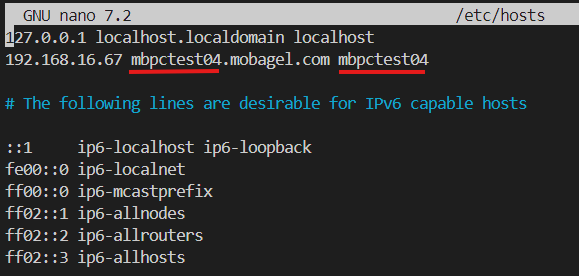 GNU nano 7.2 /etc/hosts
127.0.0.1 localhost.localdomain localhost
192.168.16.67 mbpctest04.mobagel.com mbpctest04
# The following lines are desirable for IPv6 capable hosts
::1 ip6-localhost ip6-loopback
fe00::0 ip6-localnet
ff00::0 ip6-mcastprefix
ff02::1 ip6-allnodes
ff02::2 ip6-allrouters
ff02::3 ip6-allhosts